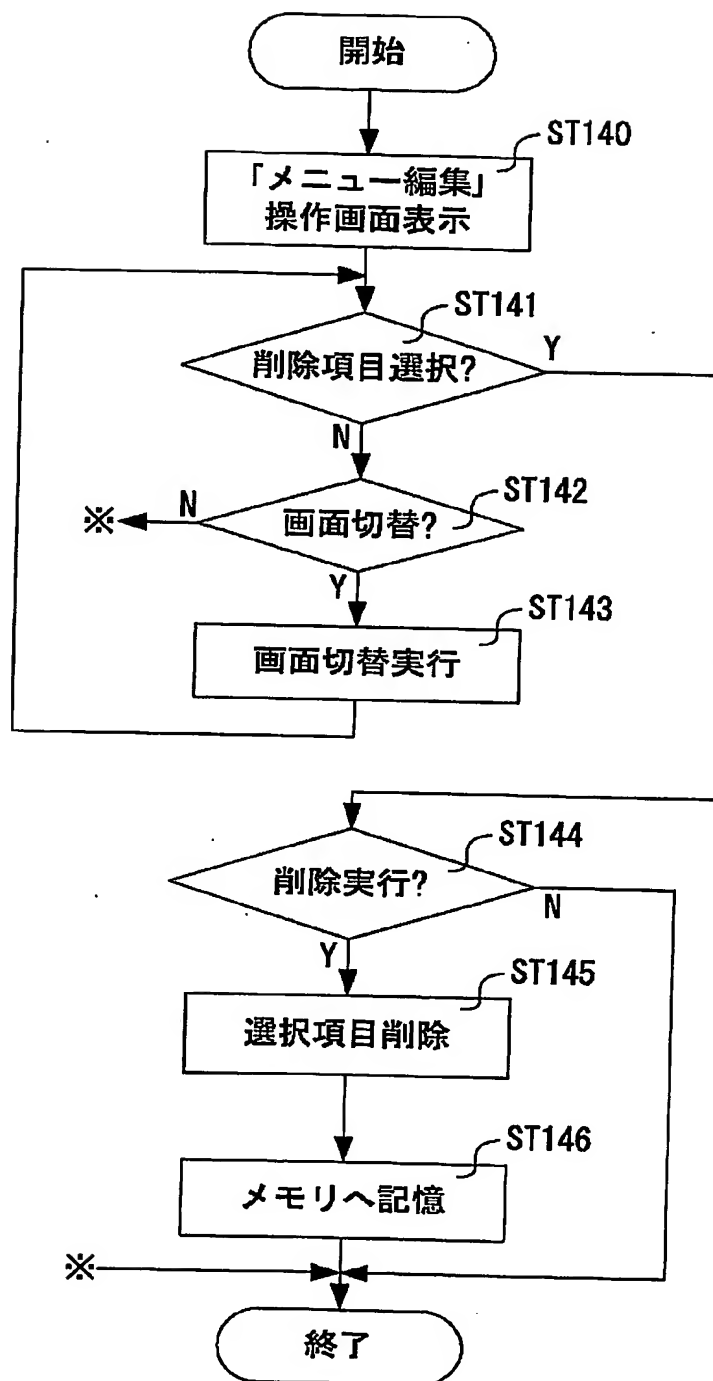 開始
ST140
「メニュー編集」
操作画面表示
ST141
削除項目選択?
Y
N
ST142
※
N
画面切替?
Y
ST143
画面切替実行
ST144
削除実行?
N
Y
ST145
選択項目削除
ST146
メモリへ記憶
※
終了